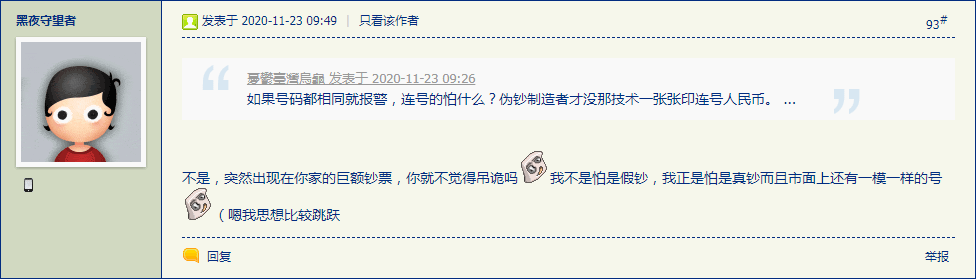 黑夜守望者
发表于 2020-11-23 09:49 | 只看该作者
93#
发表于 2020-11-23 09:26
如果号码都相同就报警，连号的怕什么？伪钞制造者才没那技术一张张印连号人民币。 ...
不是，突然出现在你家的巨额钞票，你就不觉得吊诡吗 我不是怕是假钞，我正是怕是真钞而且市面上还有一模一样的号
（嗯我思想比较跳跃
回复
举报